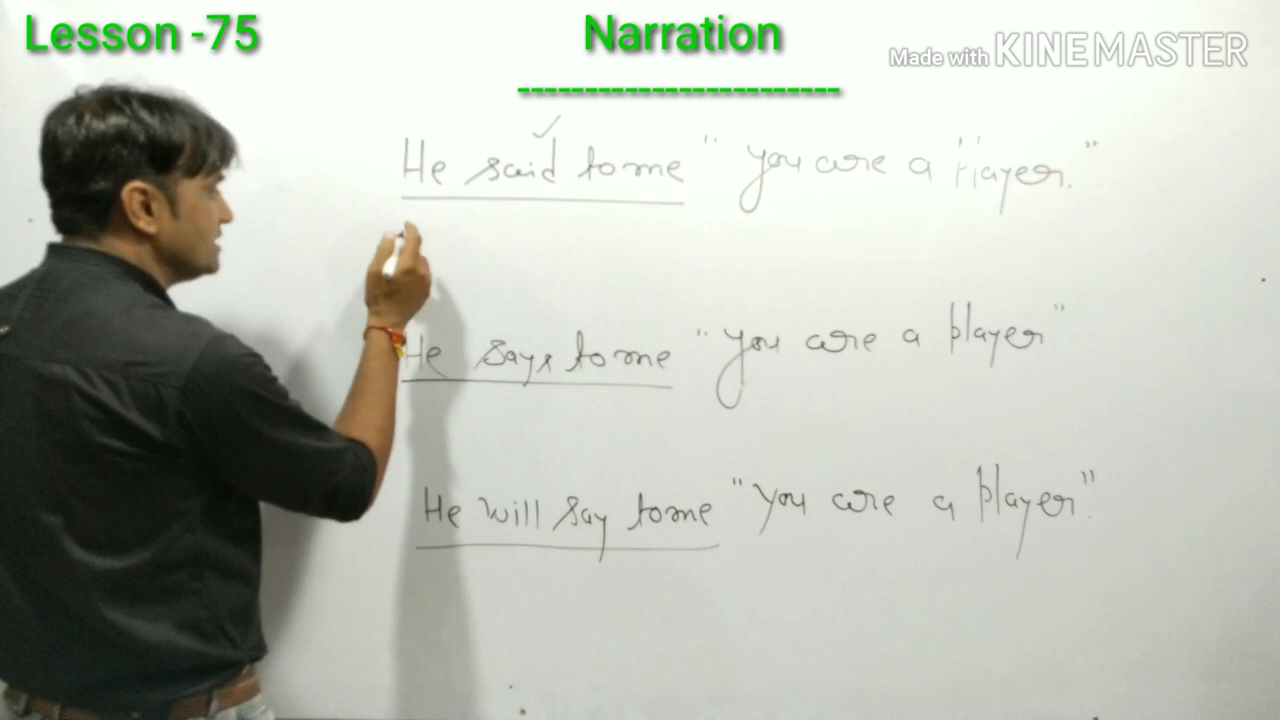 Lesson -75
Narration
Made with KINEMASTER
------------------------
He said to me " you are a player. "
He says to me " you are a player "
He will say to me " you are a player. "